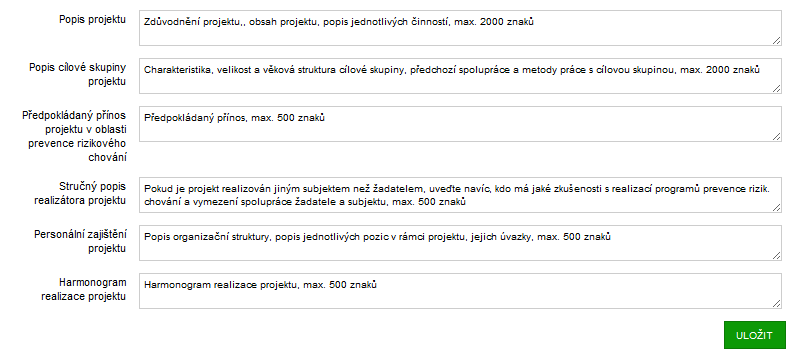 Popis projektu
Zdůvodnění projektu,, obsah projektu, popis jednotlivých činností, max. 2000 znaků
Popis cílové skupiny
projektu
Charakteristika, velikost a věková struktura cílové skupiny, předchozí spolupráce a metody práce s cílovou skupinou, max. 2000 znaků
Předpokládaný přínos
projektu v oblasti
prevence rizikového
chování
Předpokládaný přínos, max. 500 znaků
Stručný popis
realizátora projektu
Pokud je projekt realizován jiným subjektem než žadatelem, uveďte navíc, kdo má jaké zkušenosti s realizací programů prevence rizik.
chování a vymezení spolupráce žadatele a subjektu, max. 500 znaků
Personální zajištění
projektu
Popis organizační struktury, popis jednotlivých pozic v rámci projektu, jejich úvazky, max. 500 znaků
Harmonogram
realizace projektu
Harmonogram realizace projektu, max. 500 znaků
ULOŽIT